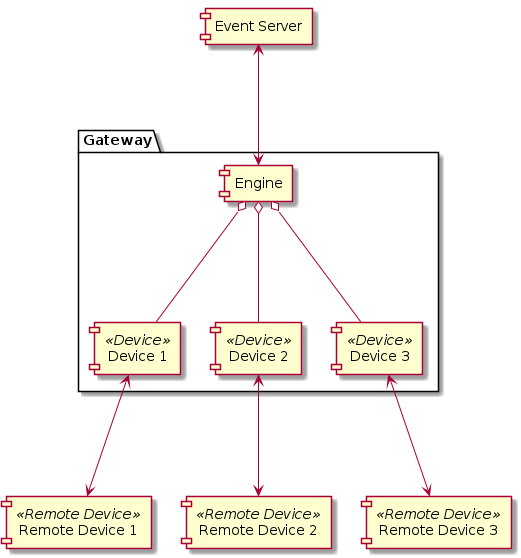 Event Server
Gateway
Engine
«Device»
Device 1
«Device»
Device 2
«Device»
Device 3
«Remote Device»
Remote Device 1
«Remote Device»
Remote Device 2
«Remote Device»
Remote Device 3